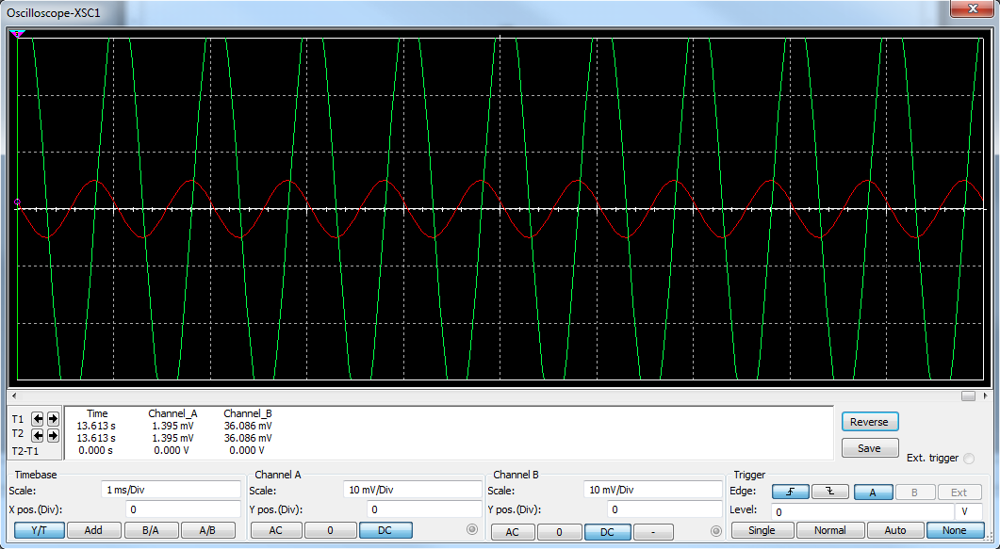 Oscilloscope-XSC1
T1
T2
T2-T1
Time Channel_A Channel_B
13.613 s 1.395 mV 36.086 mV
13.613 s 1.395 mV 36.086 mV
0.000 s 0.000 V 0.000 V
Reverse
Save
Ext. trigger
Timebase
Scale: 1 ms/Div
X pos.(Div): 0
Y/T Add B/A A/B
Channel A
Scale: 10 mV/Div
Y pos.(Div): 0
AC 0 DC
Channel B
Scale: 10 mV/Div
Y pos.(Div): 0
AC 0 DC -
Trigger
Edge: A B Ext
Level: 0 V
Single Normal Auto None